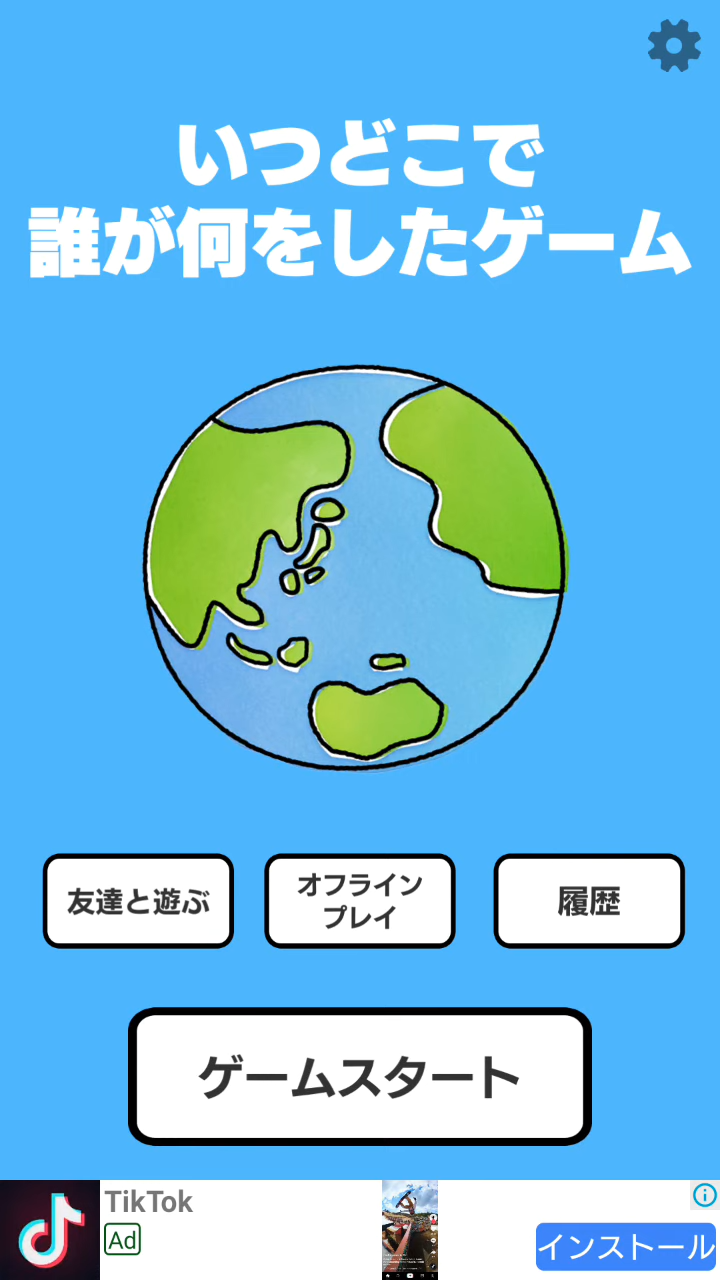 いつどこで
誰が何をしたゲーム
友達と遊ぶ
オフライン
プレイ
履歴
ゲームスタート
TikTok
Ad
インストール